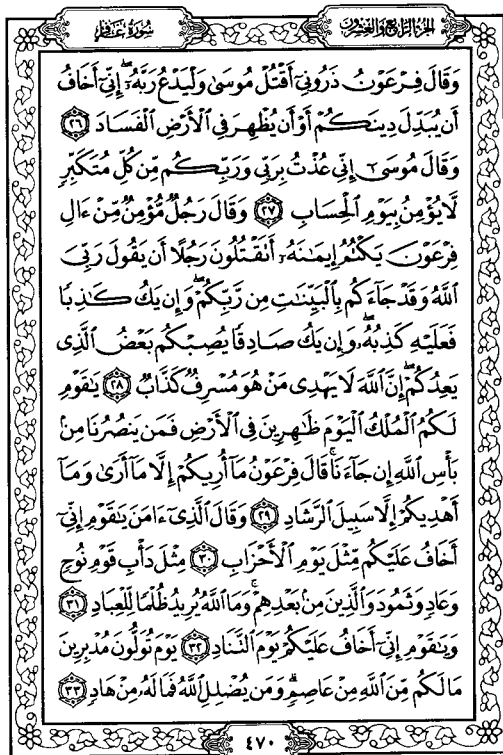 الجزء الرابع والعشرون
سورة غافر
وَقَالَ فِرْعَوْنُ ذَرُونِىٓ أَقْتُلْ مُوسَىٰ وَلْيَدْعُ رَبَّهُۥٓ ۖ إِنِّىٓ أَخَافُ
أَن يُبَدِّلَ دِينَكُمْ أَوْ أَن يُظْهِرَ فِى ٱلْأَرْضِ ٱلْفَسَادَ ٢٦
وَقَالَ مُوسَىٰٓ إِنِّى عُذْتُ بِرَبِّى وَرَبِّكُم مِّن كُلِّ مُتَكَبِّرٍ
لَّا يُؤْمِنُ بِيَوْمِ ٱلْحِسَابِ ٢٧ وَقَالَ رَجُلٌ مُّؤْمِنٌ مِّنْ ءَالِ
فِرْعَوْنَ يَكْتُمُ إِيمَٰنَهُۥٓ أَتَقْتُلُونَ رَجُلًا أَن يَقُولَ رَبِّىَ
ٱللَّهُ وَقَدْ جَآءَكُم بِٱلْبَيِّنَٰتِ مِن رَّبِّكُمْ ۖ وَإِن يَكُ كَٰذِبًا
فَعَلَيْهِ كَذِبُهُۥ ۖ وَإِن يَكُ صَادِقًا يُصِبْكُم بَعْضُ ٱلَّذِى
يَعِدُكُمْ ۖ إِنَّ ٱللَّهَ لَا يَهْدِى مَنْ هُوَ مُسْرِفٌ كَذَّابٌ ٢٨ يَٰقَوْمِ
لَكُمُ ٱلْمُلْكُ ٱلْيَوْمَ ظَٰهِرِينَ فِى ٱلْأَرْضِ فَمَن يَنصُرُنَا مِنۢ
بَأْسِ ٱللَّهِ إِن جَآءَنَا ۚ قَالَ فِرْعَوْنُ مَآ أُرِيكُمْ إِلَّا مَآ أَرَىٰ وَمَآ
أَهْدِيكُمْ إِلَّا سَبِيلَ ٱلرَّشَادِ ٢٩ وَقَالَ ٱلَّذِىٓ ءَامَنَ يَٰقَوْمِ إِنِّىٓ
أَخَافُ عَلَيْكُم مِّثْلَ يَوْمِ ٱلْأَحْزَابِ ٣٠ مِثْلَ دَأْبِ قَوْمِ نُوحٍ
وَعَادٍ وَثَمُودَ وَٱلَّذِينَ مِنۢ بَعْدِهِمْ ۚ وَمَا ٱللَّهُ يُرِيدُ ظُلْمًا لِّلْعِبَادِ ٣١
وَيَٰقَوْمِ إِنِّىٓ أَخَافُ عَلَيْكُمْ يَوْمَ ٱلتَّنَادِ ٣٢ يَوْمَ تُوَلُّونَ مُدْبِرِينَ
مَا لَكُم مِّنَ ٱللَّهِ مِنْ عَاصِمٍ ۗ وَمَن يُضْلِلِ ٱللَّهُ فَمَا لَهُۥ مِنْ هَادٍ ٣٣
٤٧٠